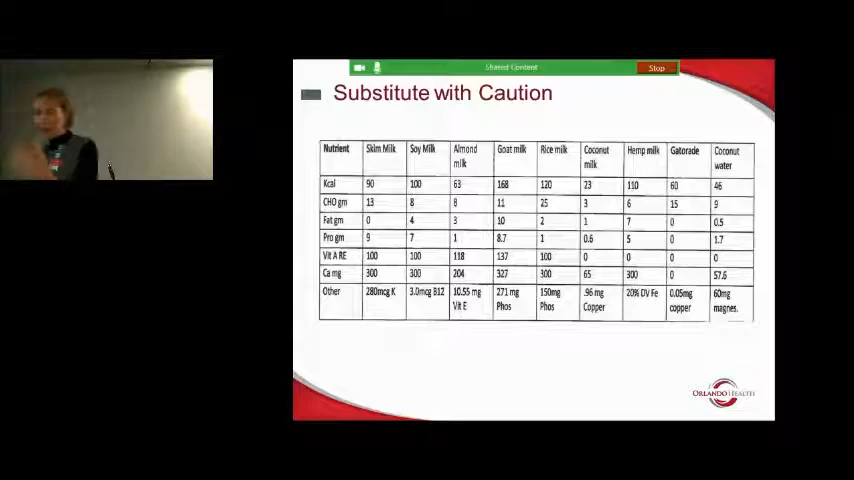 Shared Content
Stop
Substitute with Caution
Nutrient Skim Milk Soy Milk Almond milk Goat milk Rice milk Coconut milk Hemp milk Gatorade Coconut water
Kcal 90 100 63 168 120 23 110 60 46
CHO gm 13 8 8 11 25 3 6 15 9
Fat gm 0 4 3 10 2 1 7 0 0.5
Pro gm 9 7 1 8.7 1 0.6 5 0 1.7
Vit A RE 100 100 118 137 100 0 0 0 0
Ca mg 300 300 204 327 300 65 300 0 57.6
Other 280mcg K 3.0mcg B12 10.55 mg Vit E 271 mg Phos 150mg Phos .96 mg Copper 20% DV Fe 0.05mg copper 60mg magnes.
ORLANDO HEALTH